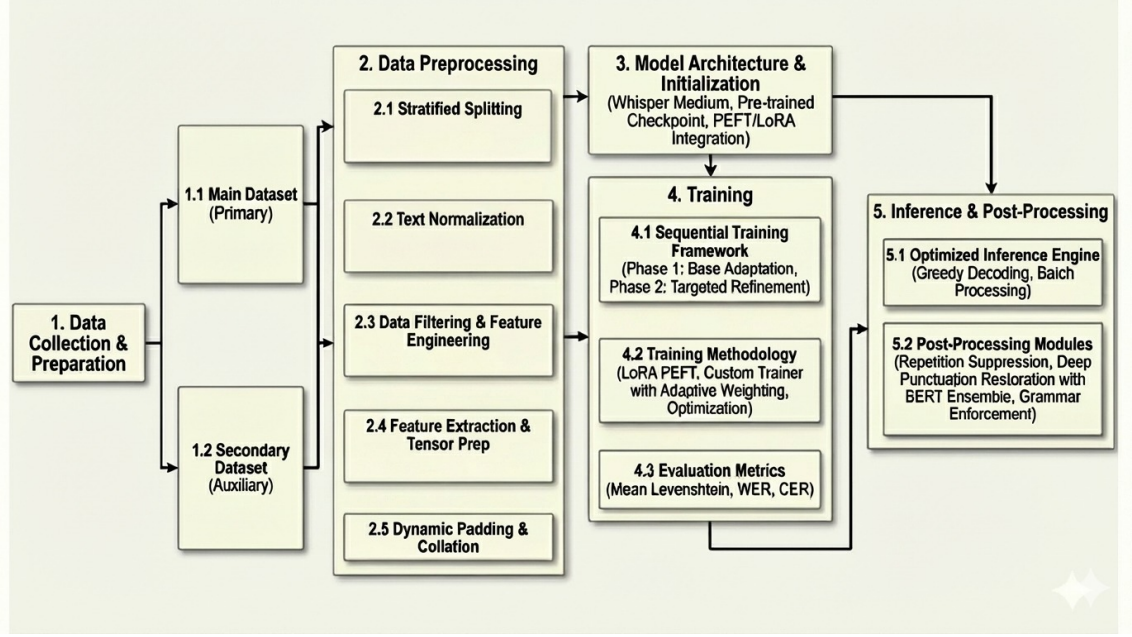 1. Data
Collection &
Preparation
1.1 Main Dataset
(Primary)
1.2 Secondary
Dataset
(Auxiliary)
2. Data Preprocessing
2.1 Stratified Splitting
2.2 Text Normalization
2.3 Data Filtering & Feature
Engineering
2.4 Feature Extraction &
Tensor Prep
2.5 Dynamic Padding &
Collation
3. Model Architecture &
Initialization
(Whisper Medium, Pre-trained
Checkpoint, PEFT/LoRA
Integration)
4. Training
4.1 Sequential Training
Framework
(Phase 1: Base Adaptation,
Phase 2: Targeted Refinement)
4.2 Training Methodology
(LoRA PEFT, Custom Trainer
with Adaptive Weighting,
Optimization)
4.3 Evaluation Metrics
(Mean Levenshtein, WER, CER)
5. Inference & Post-Processing
5.1 Optimized Inference Engine
(Greedy Decoding, Baich
Processing)
5.2 Post-Processing Modules
(Repetition Suppression, Deep
Punctuation Restoration with
BERT Ensembie, Grammar
Enforcement)